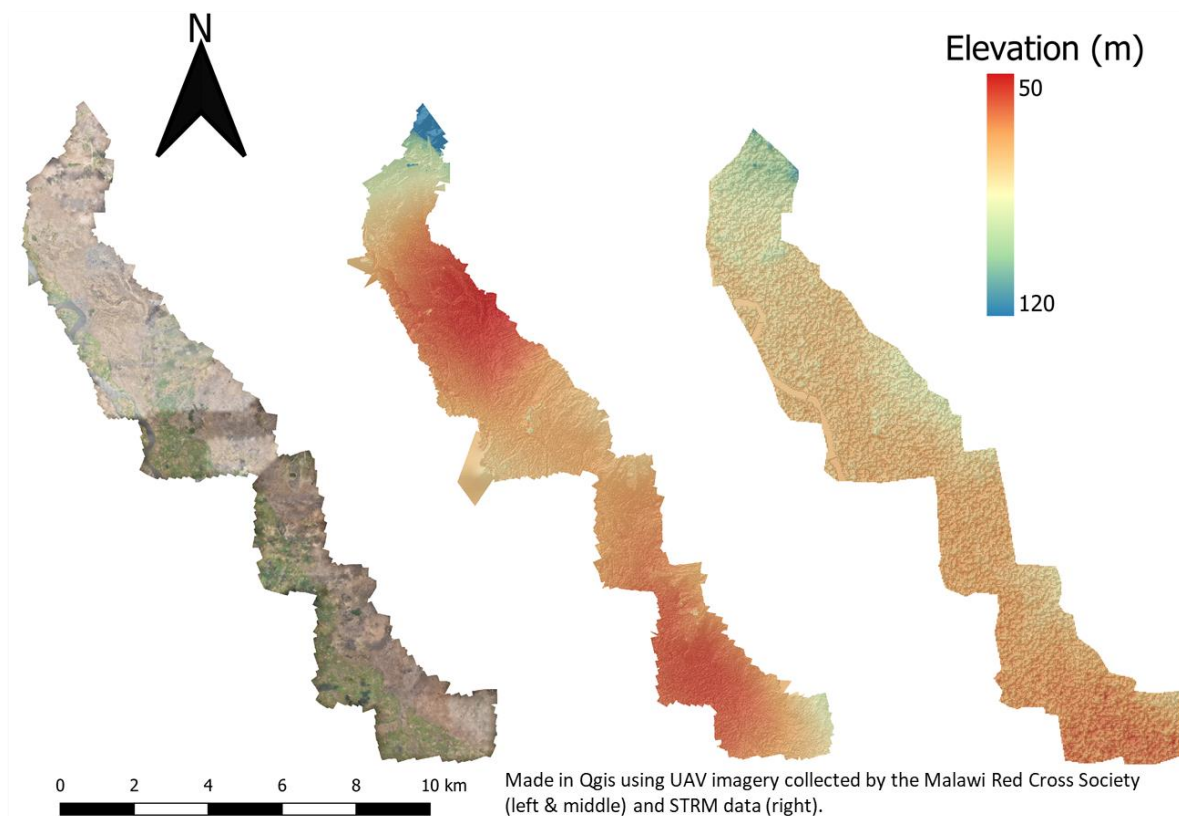 N
Elevation (m)
50
120
0 2 4 6 8 10 km
Made in Qgis using UAV imagery collected by the Malawi Red Cross Society
(left & middle) and STRM data (right).